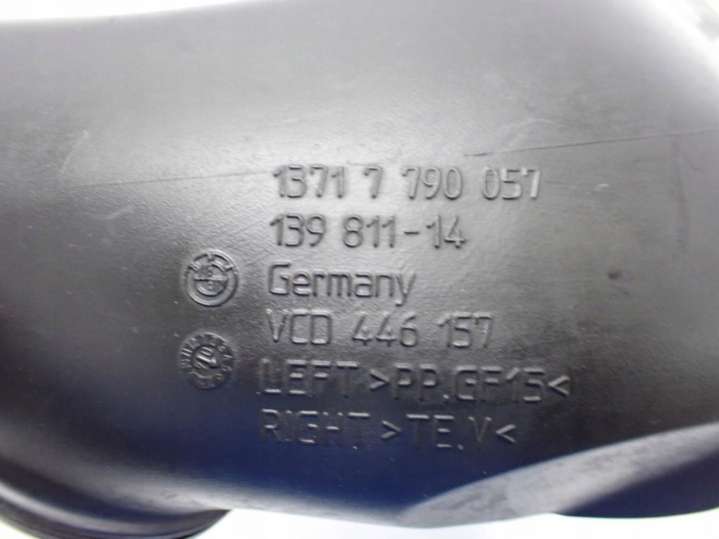 1371 7 790 057
139 811-14
Germany
VCD 446 157
LEFT >PP.GF15<
RIGHT >TE.V<